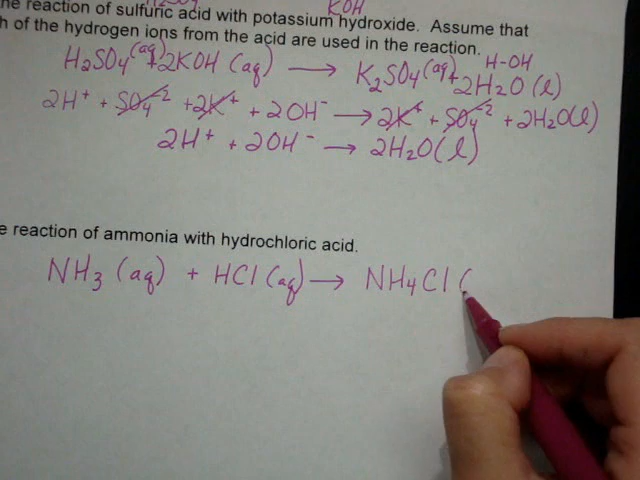 KOH
he reaction of sulfuric acid with potassium hydroxide. Assume that
h of the hydrogen ions from the acid are used in the reaction.
H₂SO₄(aq) + 2KOH (aq) → K₂SO₄(aq) + 2H₂O (l)
H-OH
2H⁺ + SO₄⁻² + 2K⁺ + 2OH⁻ → 2K⁺ + SO₄⁻² + 2H₂O(l)
2H⁺ + 2OH⁻ → 2H₂O(l)
e reaction of ammonia with hydrochloric acid.
NH₃ (aq) + HCl (aq) → NH₄Cl (